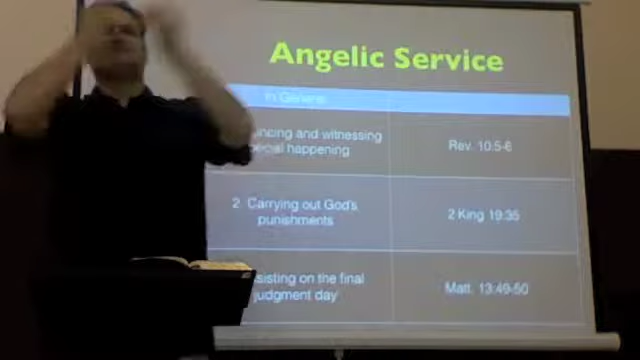 Angelic Service
In General
ncing and witnessing
special happening
Rev. 10:5-6
2 Carrying out God's
punishments
2 King 19:35
sisting on the final
judgment day
Matt. 13:49-50